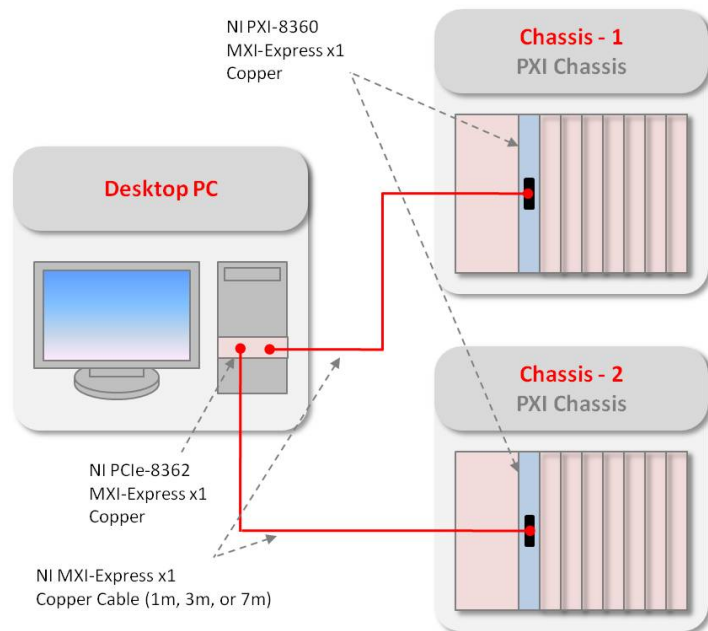 NI PXI-8360
MXI-Express x1
Copper
Chassis - 1
PXI Chassis
Desktop PC
Chassis - 2
PXI Chassis
NI PCIe-8362
MXI-Express x1
Copper
NI MXI-Express x1
Copper Cable (1m, 3m, or 7m)